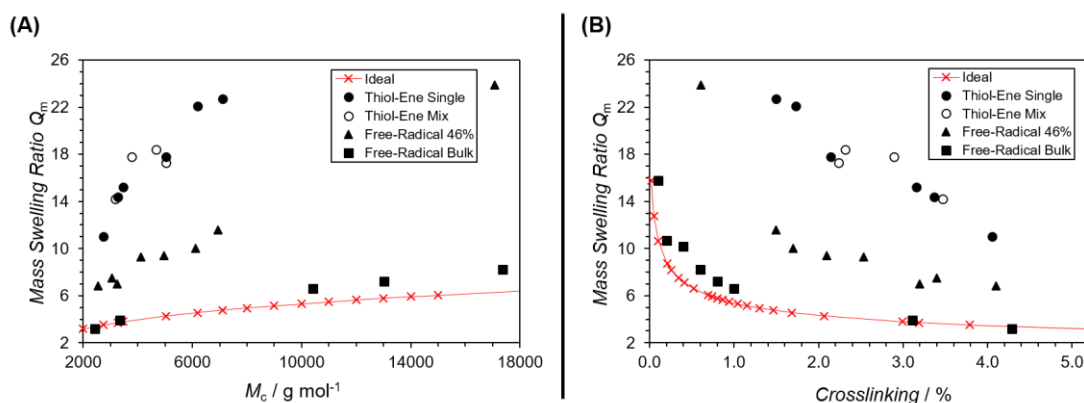 (A)
Mass Swelling Ratio Qm
26
22
18
14
10
6
2
2000 6000 10000 14000 18000
Mc / g mol-1
Ideal
Thiol-Ene Single
Thiol-Ene Mix
Free-Radical 46%
Free-Radical Bulk
(B)
Mass Swelling Ratio Qm
26
22
18
14
10
6
2
0.0 1.0 2.0 3.0 4.0 5.0
Crosslinking / %
Ideal
Thiol-Ene Single
Thiol-Ene Mix
Free-Radical 46%
Free-Radical Bulk